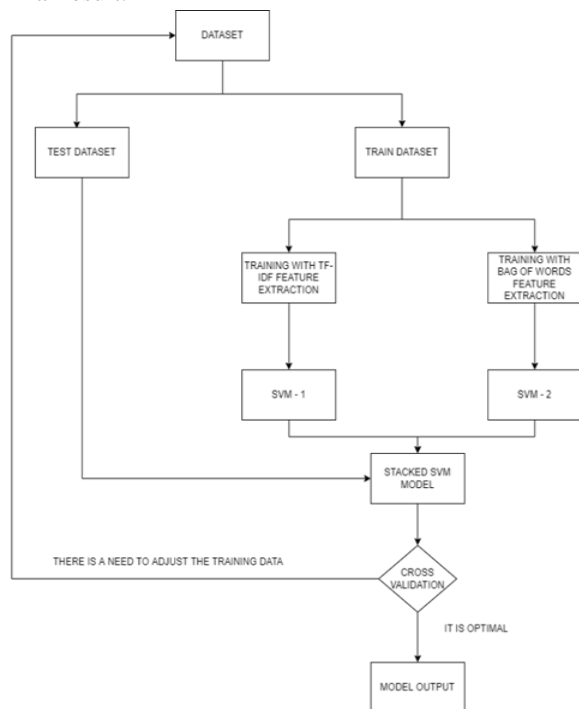 DATASET
TEST DATASET
TRAIN DATASET
TRAINING WITH TF-
IDF FEATURE
EXTRACTION
TRAINING WITH
BAG OF WORDS
FEATURE
EXTRACTION
SVM - 1
SVM - 2
STACKED SVM
MODEL
THERE IS A NEED TO ADJUST THE TRAINING DATA
CROSS
VALIDATION
IT IS OPTIMAL
MODEL OUTPUT